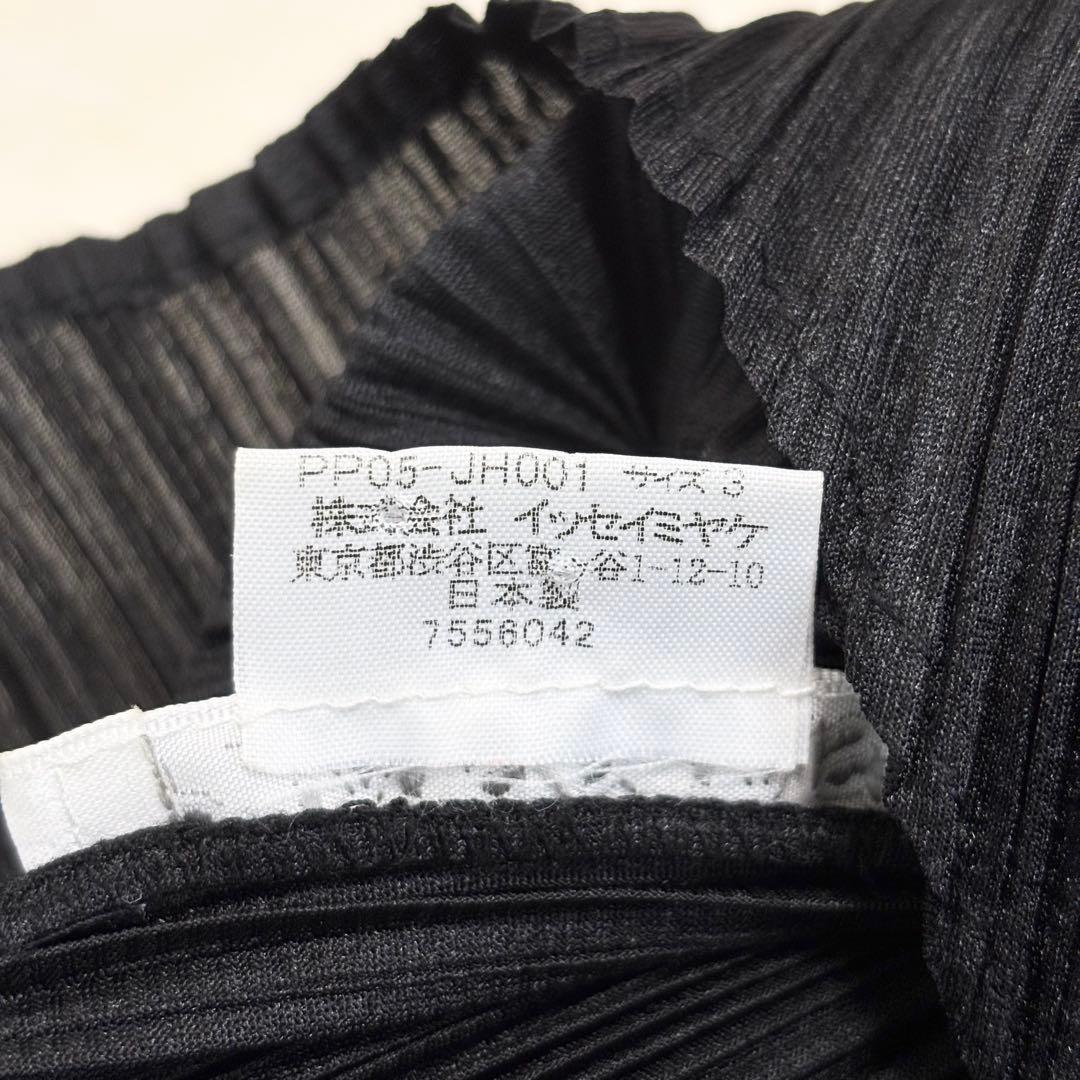 PP05-JH001 サイズ3
株式会社 イッセイミヤケ
東京都渋谷区富ヶ谷1-12-10
日本製
7556042